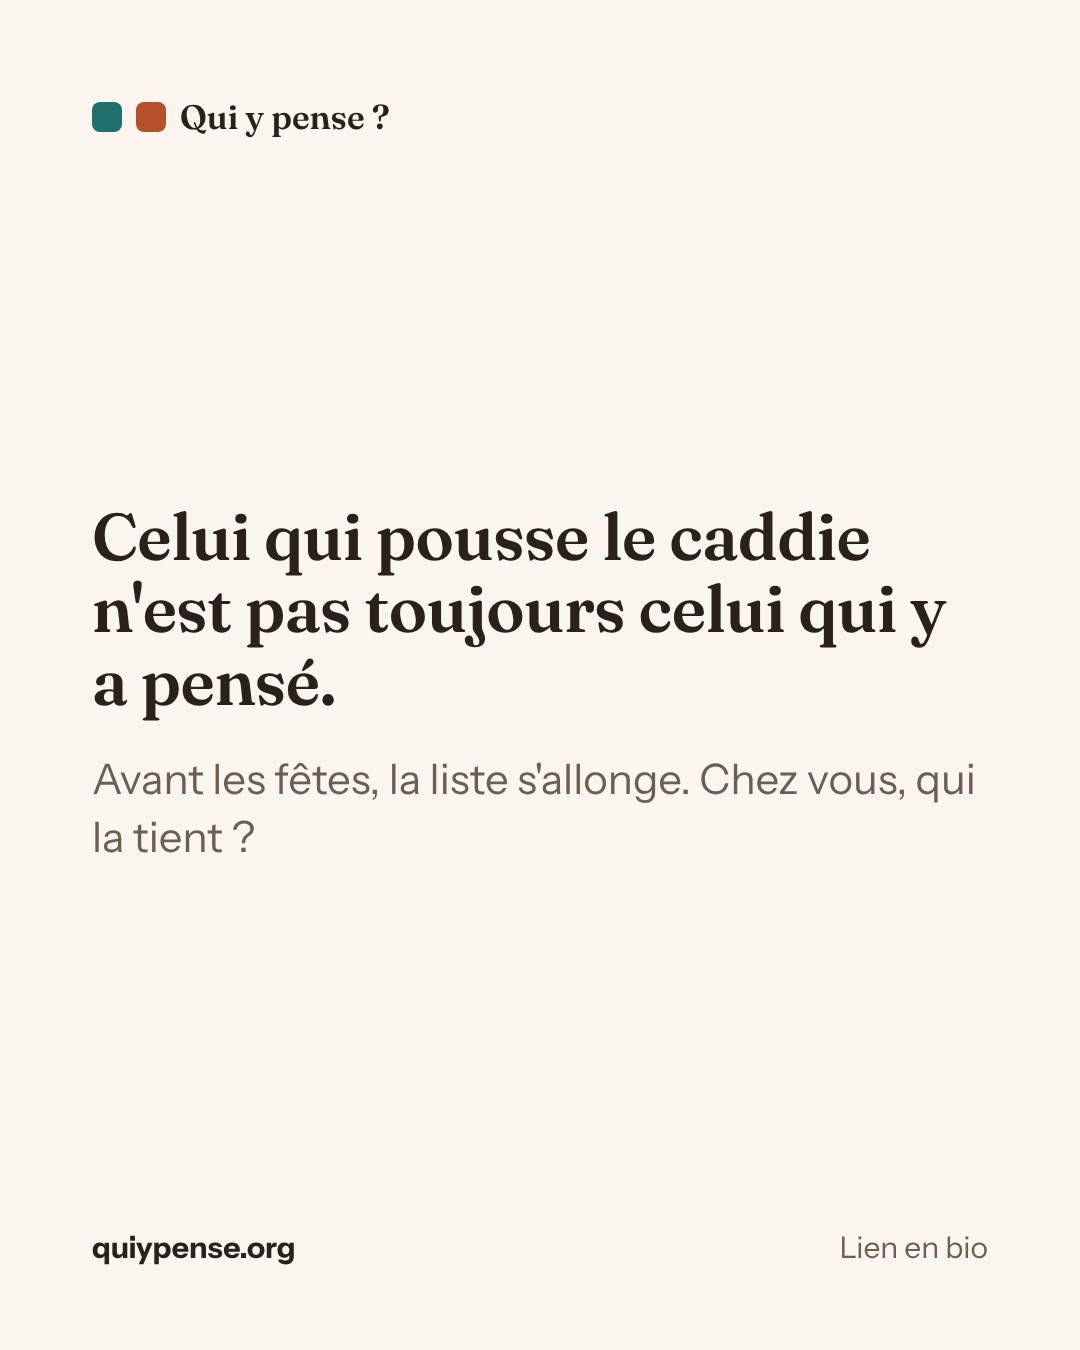 Qui y pense ?
Celui qui pousse le caddie
n'est pas toujours celui qui y
a pensé.
Avant les fêtes, la liste s'allonge. Chez vous, qui
la tient ?
quiypense.org
Lien en bio